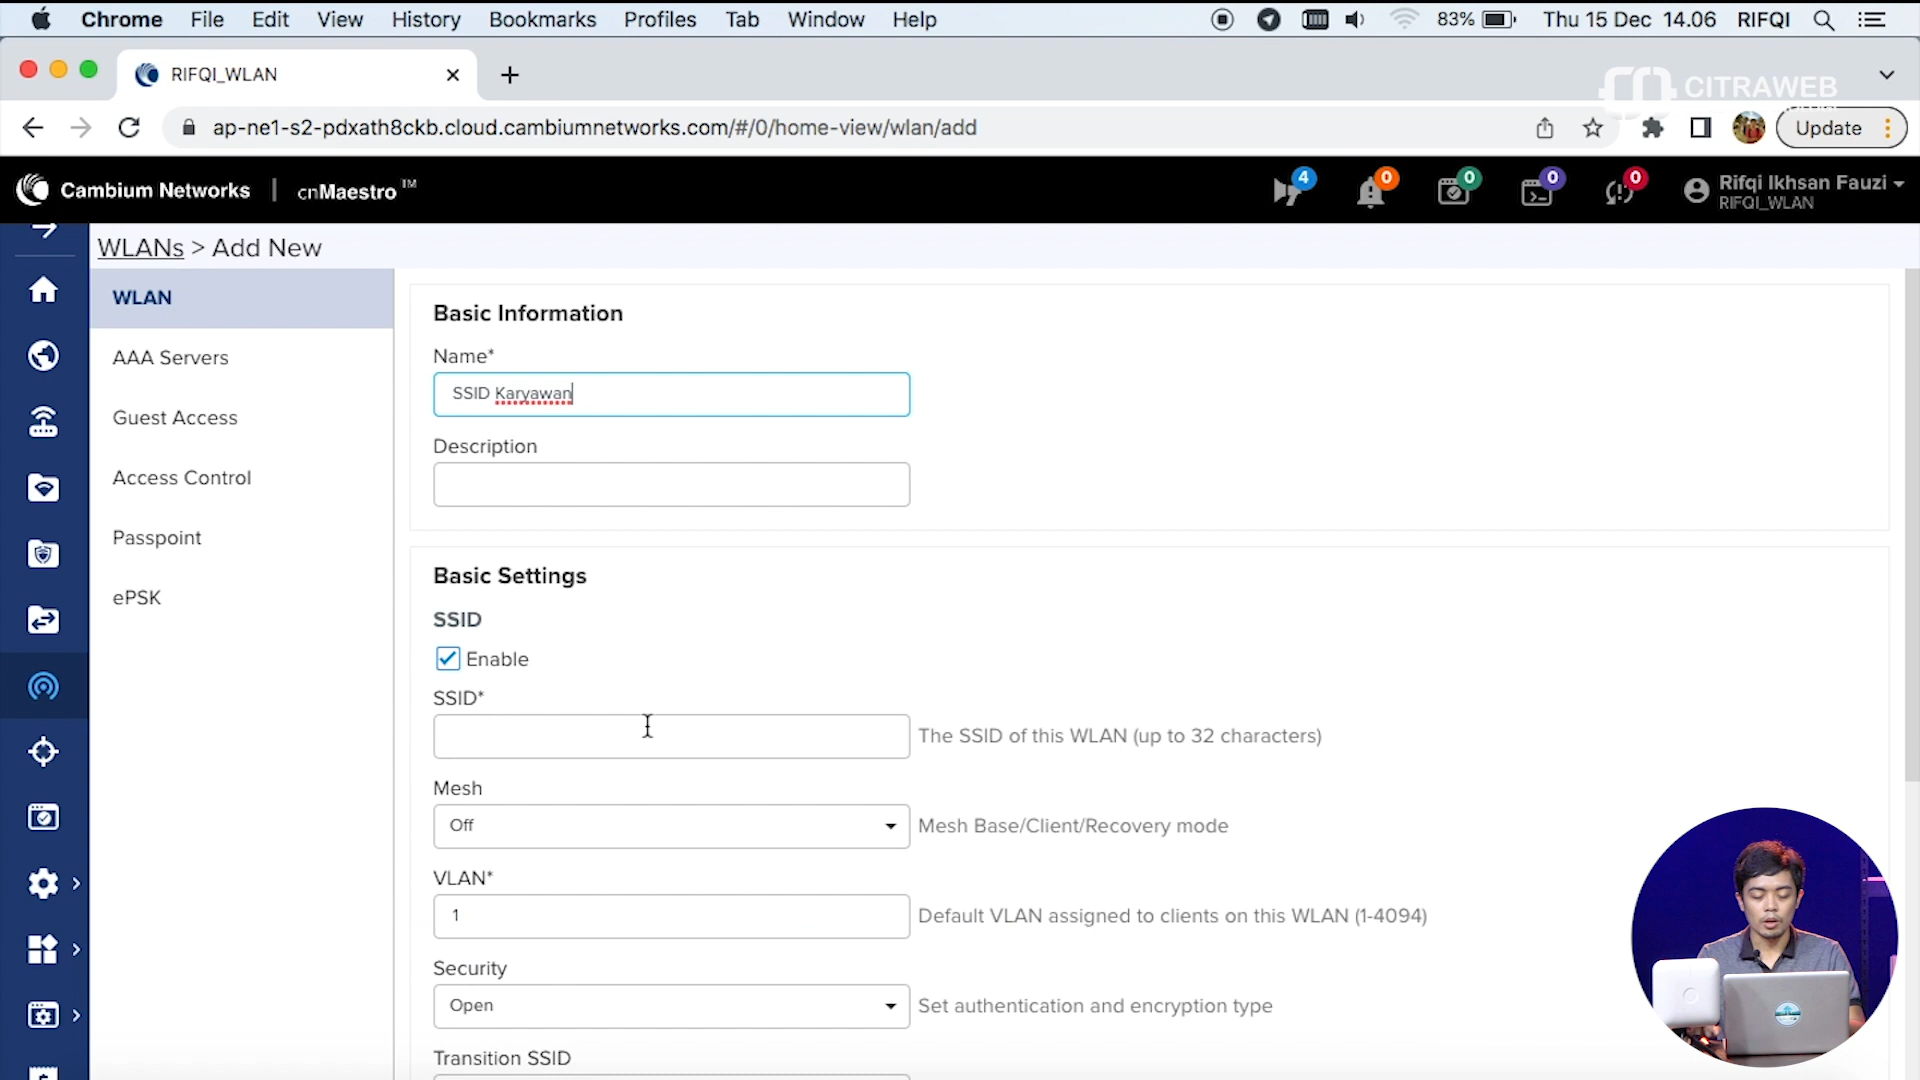 Chrome File Edit View History Bookmarks Profiles Tab Window Help 83% Thu 15 Dec 14.06 RIFQI
RIFQI_WLAN
CITRAWEB
ap-ne1-s2-pdxath8ckb.cloud.cambiumnetworks.com/#/0/home-view/wlan/add Update
Cambium Networks | cnMaestro™ 4 0 0 0 0 Rifqi Ikhsan Fauzi
RIFQI_WLAN
WLANs > Add New
WLAN
AAA Servers
Guest Access
Access Control
Passpoint
ePSK
Basic Information
Name*
SSID Karyawan
Description
Basic Settings
SSID
Enable
SSID*
The SSID of this WLAN (up to 32 characters)
Mesh
Off Mesh Base/Client/Recovery mode
VLAN*
1 Default VLAN assigned to clients on this WLAN (1-4094)
Security
Open Set authentication and encryption type
Transition SSID